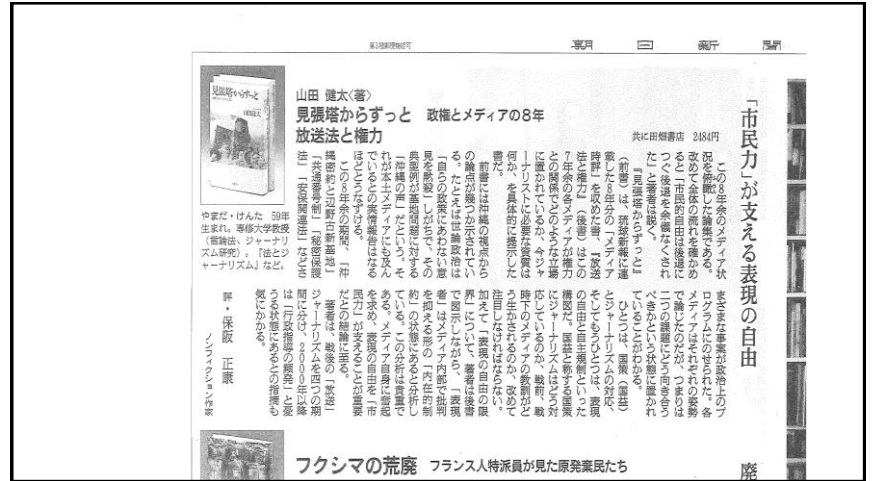 第3種郵便物認可
朝日新聞
「市民力」が支える表現の自由
山田 健太〈著〉
見張塔からずっと 政権とメディアの8年
放送法と権力
共に田畑書店 2484円
この8年余のメディア状
況を俯瞰した論集である。
改めて全体の流れを確かめ
ると「市民的自由は後退に
つぐ後退を余儀なくされ
た」と著者は説く。
『見張塔からずっと』
(前書)は、琉球新報に連
載した8年分の「メディア
時評」を収めた書、『放送
法と権力』(後書)はこの
7年余の各メディアが権力
との関係でどのような立場
に置かれているか、今ジャ
ーナリストに必要な資質は
何か、を具体的に提示した
書だ。
前書には沖縄の視点から
の論点が幾つか示されてい
る。たとえば世論政治は
「自らの政策にあわない意
見を黙殺」しがちで、その
典型例が基地問題に対する
「沖縄の声」だという。そ
れが本土メディアにも及ん
でいるとの実情報告はなる
ほどとうなずける。
この8年余の期間、「沖
縄密約と辺野古新基地」
「共通番号制」「秘密保護
法」「安保関連法」などさ
まざまな事案が政治上のプ
ログラムにのせられた。各
メディアはそれぞれの姿勢
で論じたのだが、つまりは
二つの課題にどう向き合う
べきかという状態に置かれ
ていることがわかる。
ひとつは、国策(国益)
とジャーナリズムの対応、
そしてもうひとつは、表現
の自由と自主規制といった
構図だ。国益と称する国策
にジャーナリズムはどう対
応しているのか、戦前、戦
時のメディアの教訓がど
う生かされるのか、改めて
注目しなければならない。
加えて「表現の自由の限
界」について、著者は後書
で図示しながら、「表現
者」はメディア内部で批判
を抑える形の「内在的制
約」の状態にあると分析し
ている。この分析は貴重で
ある。メディア自身に奮起
を求め、表現の自由を「市
民力」が支えることが重要
だとの結論に至る。
著者は、戦後の「放送」
ジャーナリズムを四つの期
間に分け、2000年以降
は「行政指導の頻発」と憂
うる状態にあるとの指摘も
気にかかる。
評・保阪 正康
ノンフィクション作家
見張塔からずっと
やまだ・けんた 59年
生まれ。専修大学教授
(言論法、ジャーナリ
ズム研究)。『法とジ
ャーナリズム』など。
フクシマの荒廃 フランス人特派員が見た原発棄民たち
廃